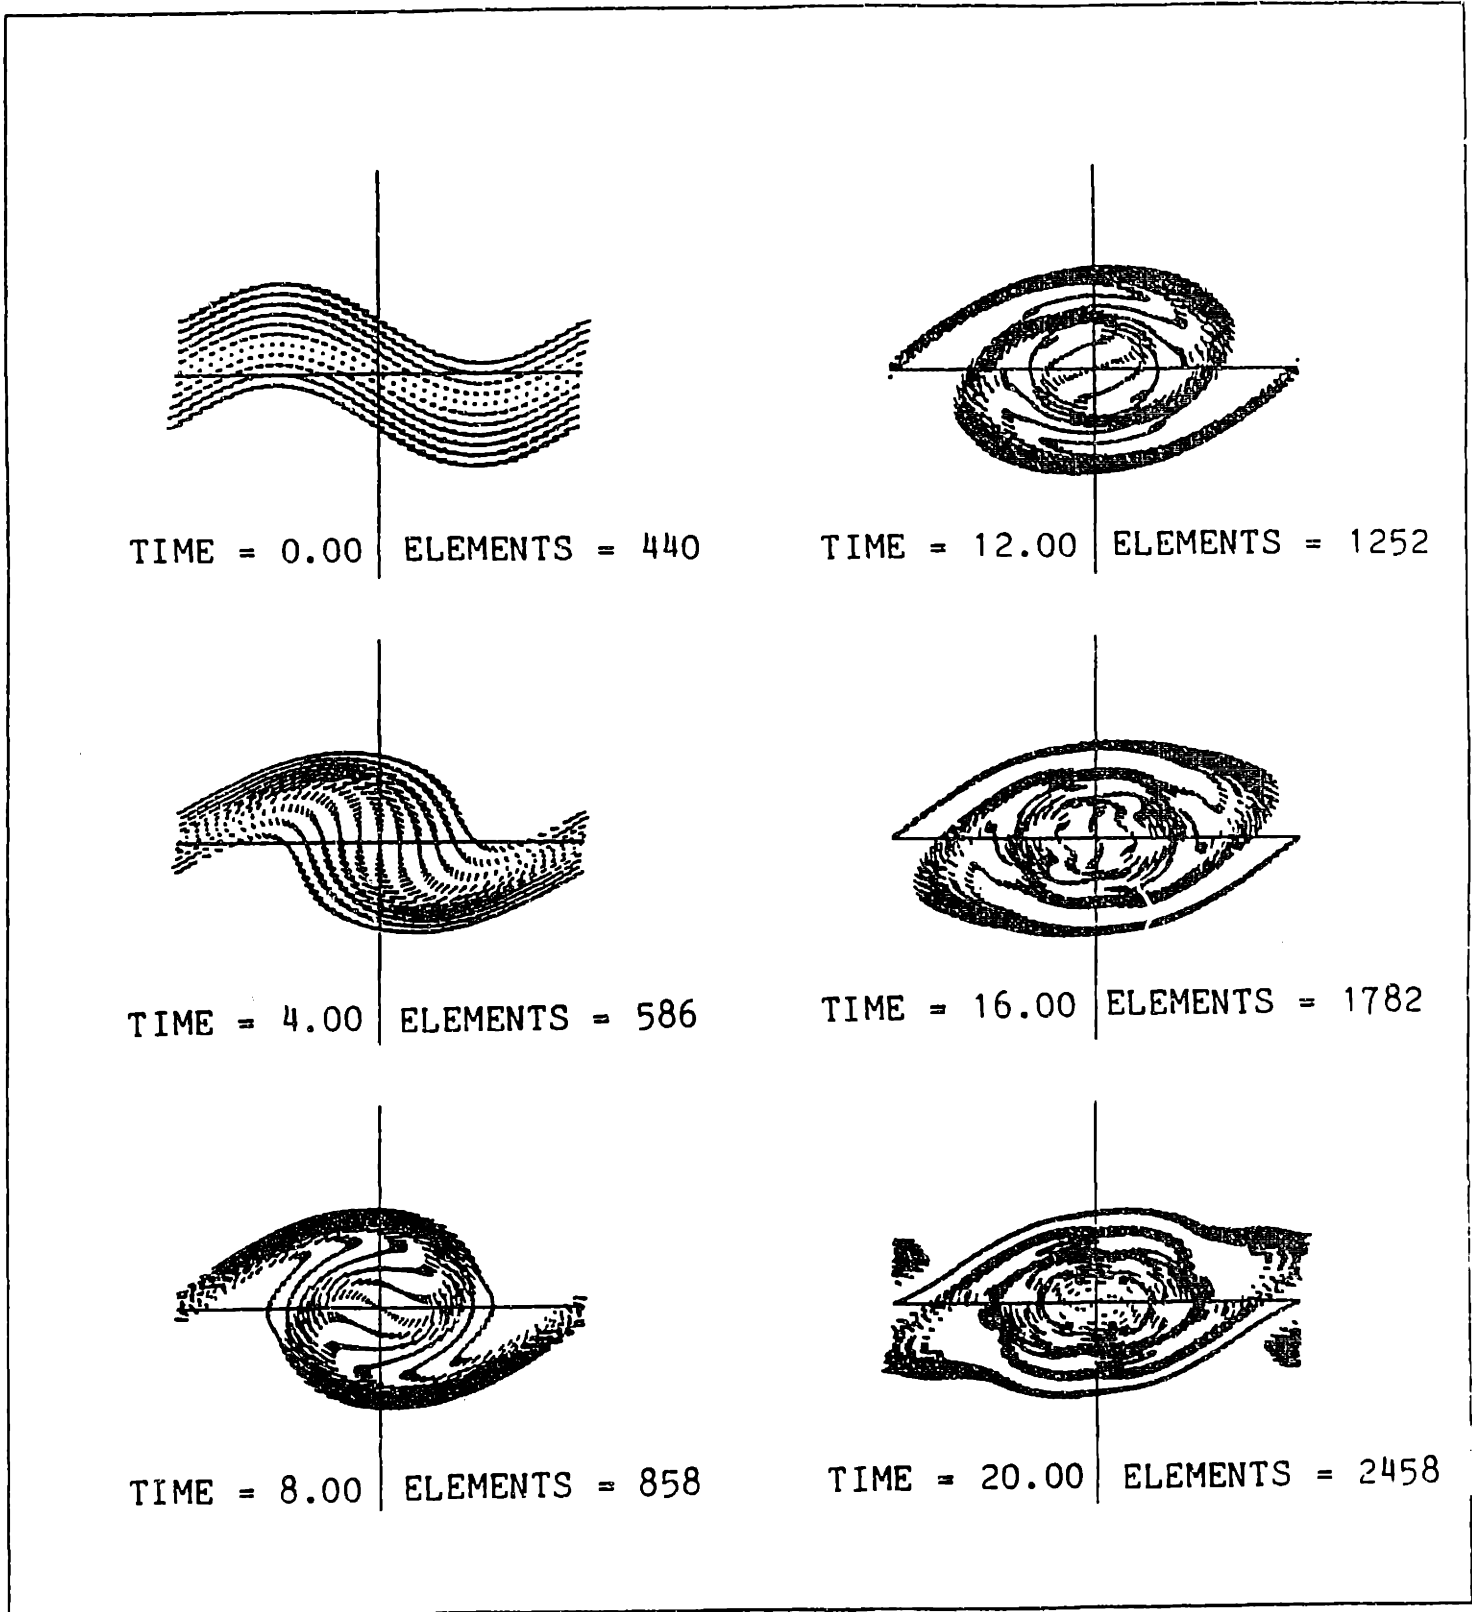 TIME = 0.00 ELEMENTS = 440
TIME = 12.00 ELEMENTS = 1252
TIME = 4.00 ELEMENTS = 586
TIME = 16.00 ELEMENTS = 1782
TIME = 8.00 ELEMENTS = 858
TIME = 20.00 ELEMENTS = 2458